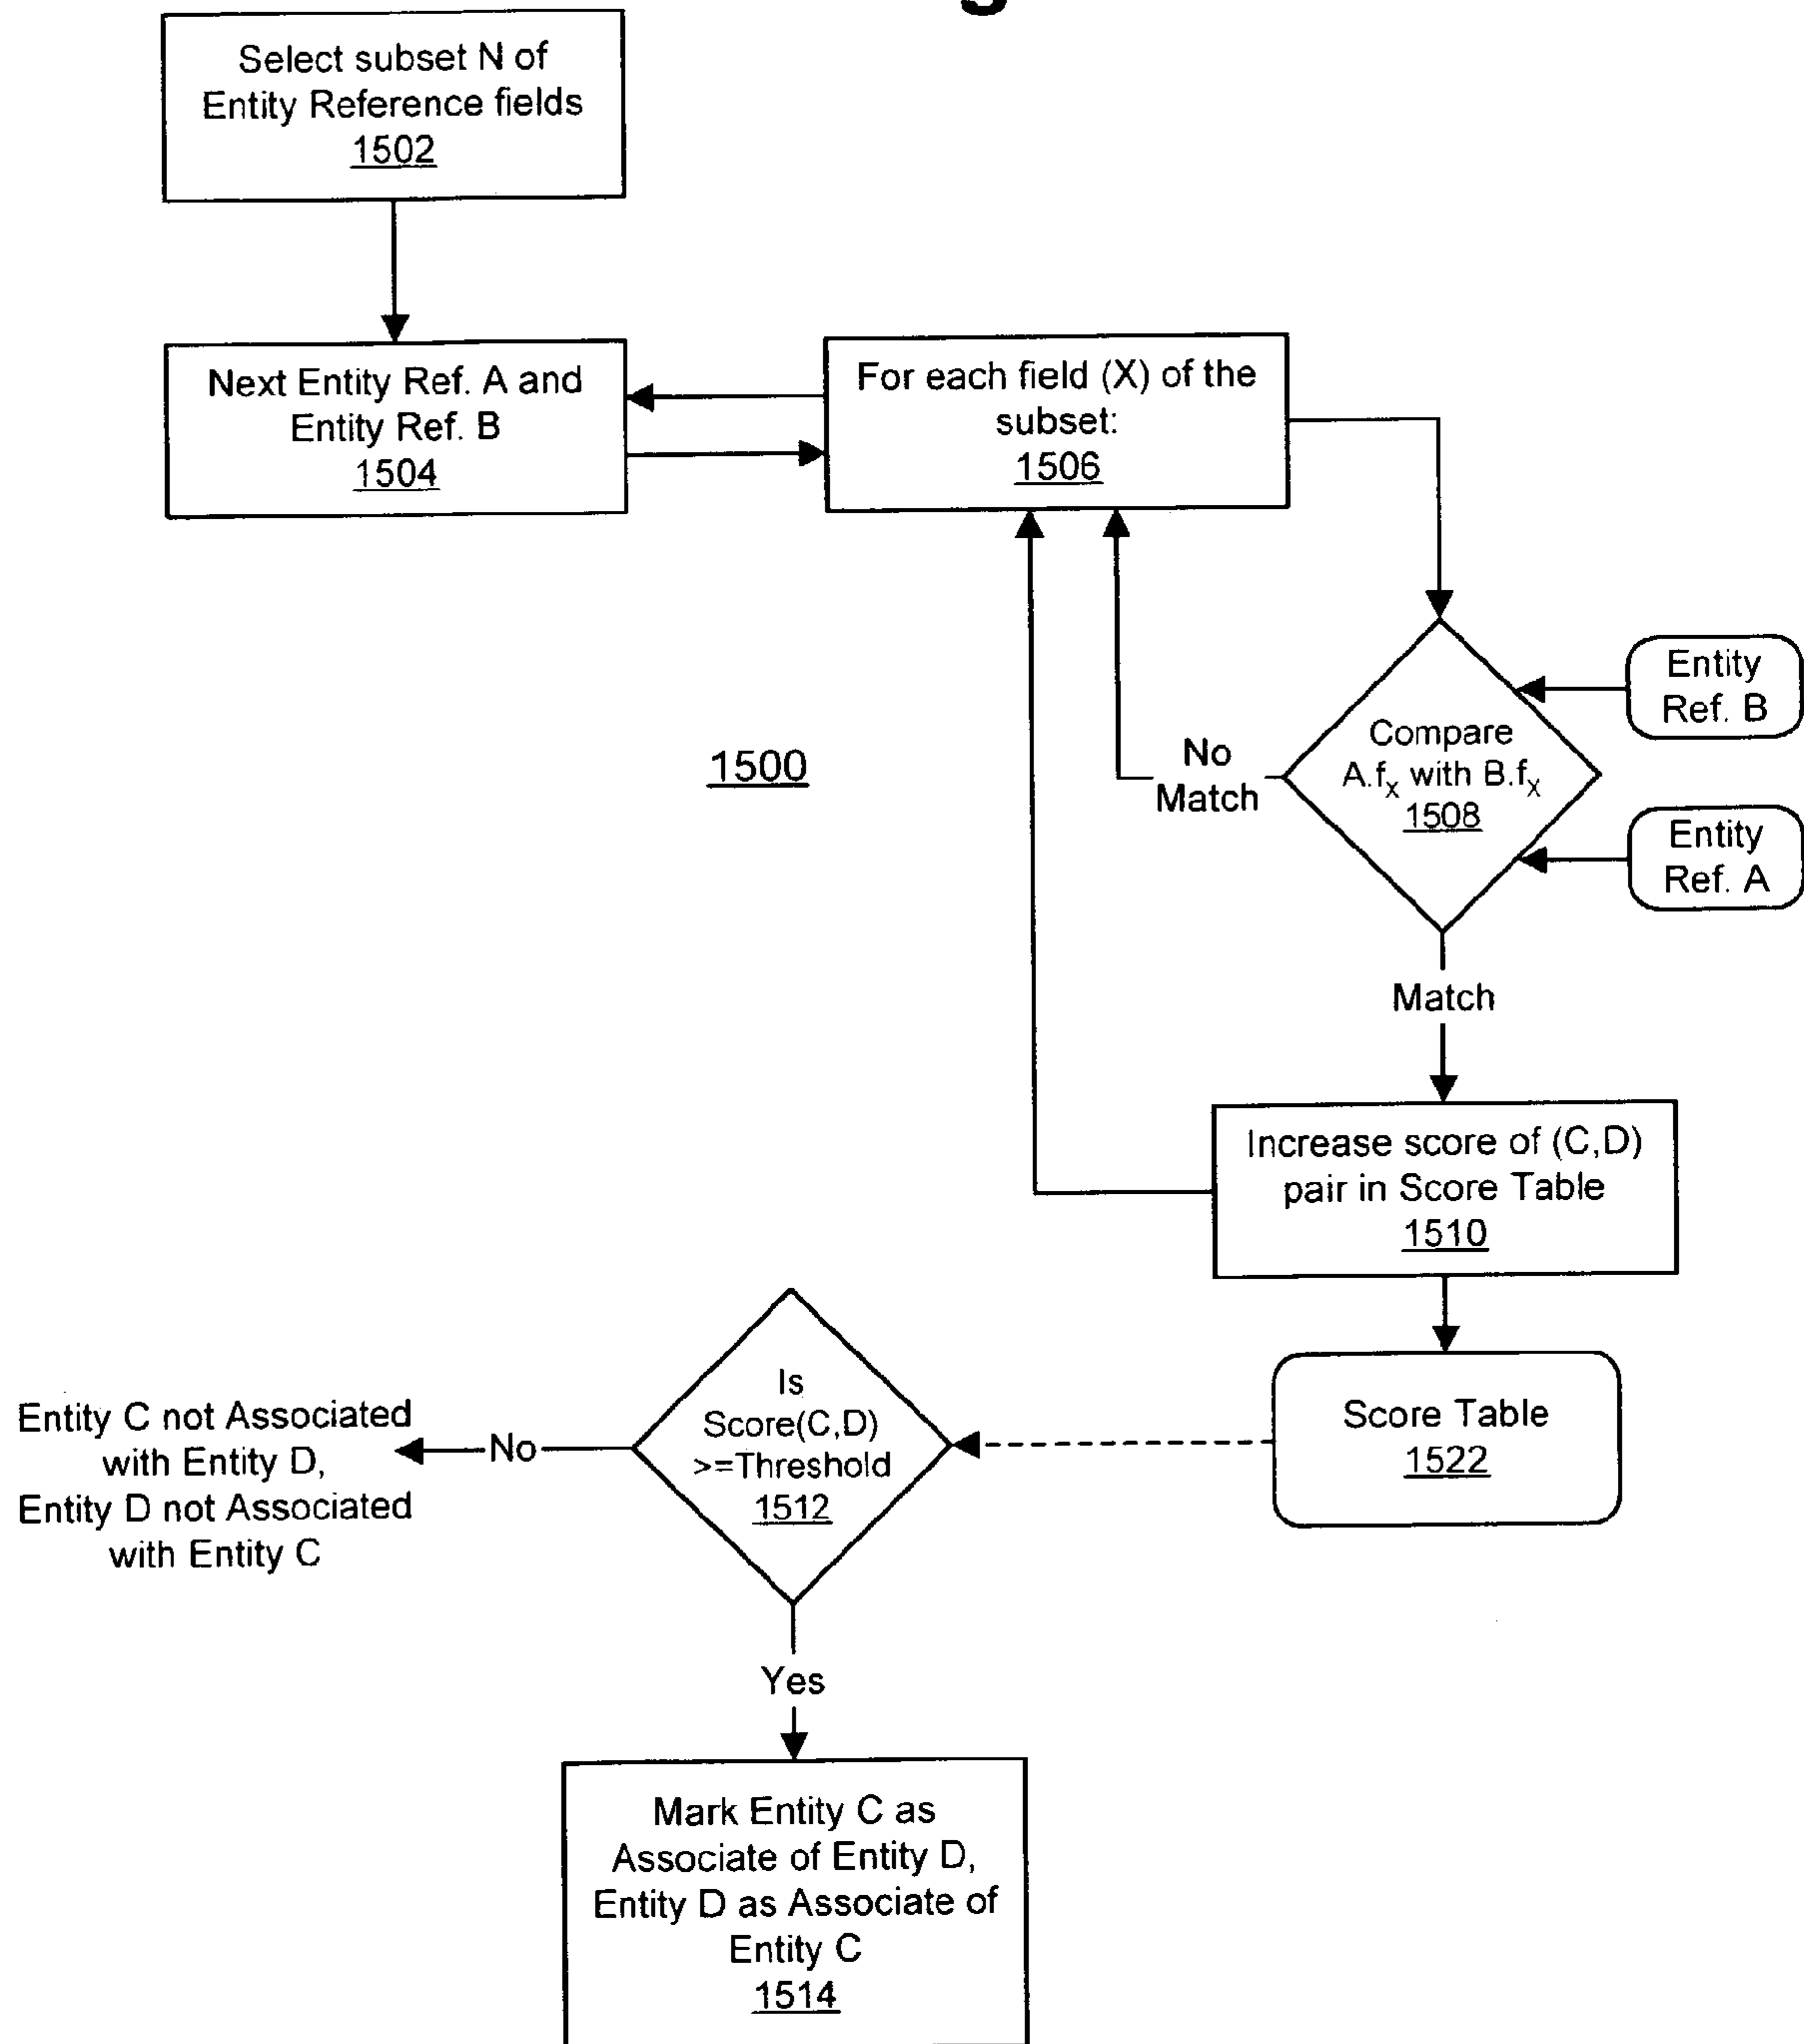 Select subset N of
Entity Reference fields
1502
Next Entity Ref. A and
Entity Ref. B
1504
For each field (X) of the
subset:
1506
Entity
Ref. B
Compare
A.fx with B.fx
1508
No
Match
1500
Entity
Ref. A
Match
Increase score of (C,D)
pair in Score Table
1510
Score Table
1522
Is
Score(C,D)
>=Threshold
1512
No
Entity C not Associated
with Entity D,
Entity D not Associated
with Entity C
Yes
Mark Entity C as
Associate of Entity D,
Entity D as Associate of
Entity C
1514